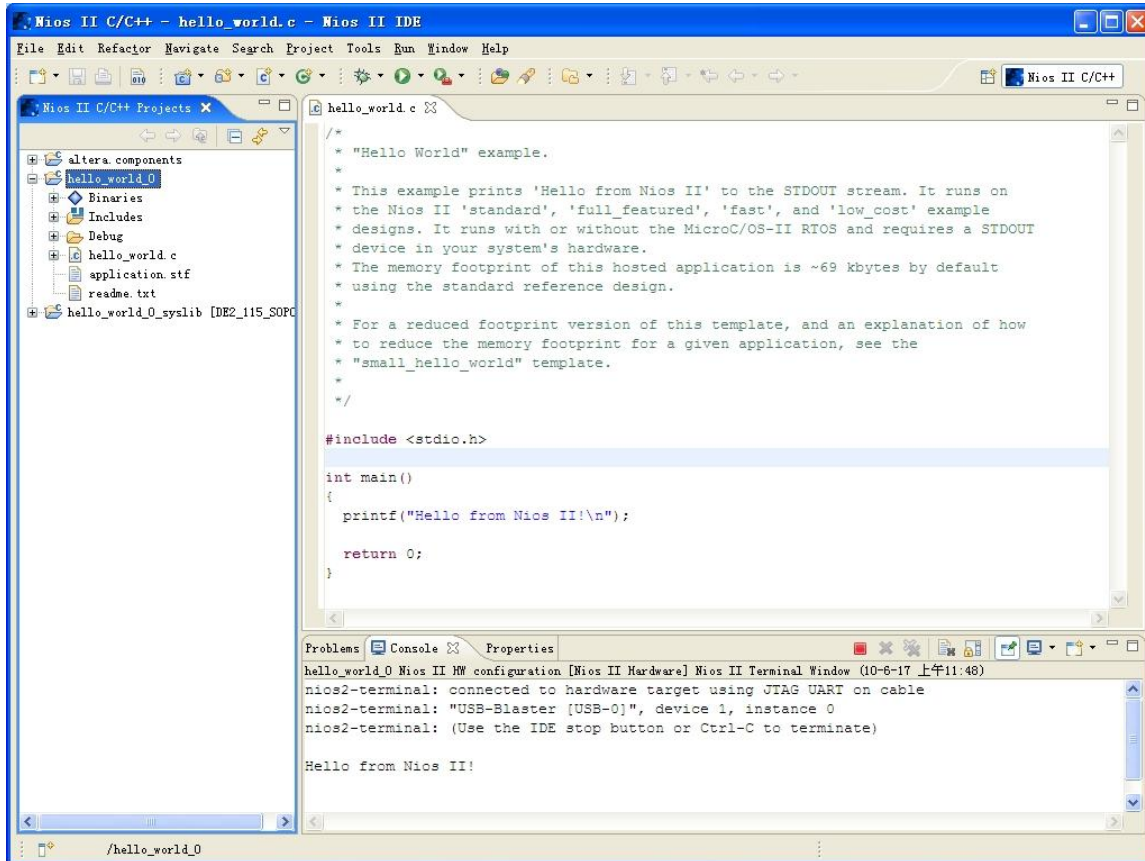 Nios II C/C++ - hello_world.c - Nios II IDE
File Edit Refactor Navigate Search Project Tools Run Window Help
Nios II C/C++
Nios II C/C++ Projects
altera.components
hello_world_0
Binaries
Includes
Debug
hello_world.c
application.stf
readme.txt
hello_world_0_syslib [DE2_115_SOPC
hello_world.c
/*
 * "Hello World" example.
 *
 * This example prints 'Hello from Nios II' to the STDOUT stream. It runs on
 * the Nios II 'standard', 'full_featured', 'fast', and 'low_cost' example
 * designs. It runs with or without the MicroC/OS-II RTOS and requires a STDOUT
 * device in your system's hardware.
 * The memory footprint of this hosted application is ~69 kbytes by default
 * using the standard reference design.
 *
 * For a reduced footprint version of this template, and an explanation of how
 * to reduce the memory footprint for a given application, see the
 * "small_hello_world" template.
 *
 */
#include <stdio.h>
int main()
{
  printf("Hello from Nios II!\n");
  return 0;
}
Problems Console Properties
hello_world_0 Nios II HW configuration [Nios II Hardware] Nios II Terminal Window (10-6-17 上午11:48)
nios2-terminal: connected to hardware target using JTAG UART on cable
nios2-terminal: "USB-Blaster [USB-0]", device 1, instance 0
nios2-terminal: (Use the IDE stop button or Ctrl-C to terminate)
Hello from Nios II!
/hello_world_0